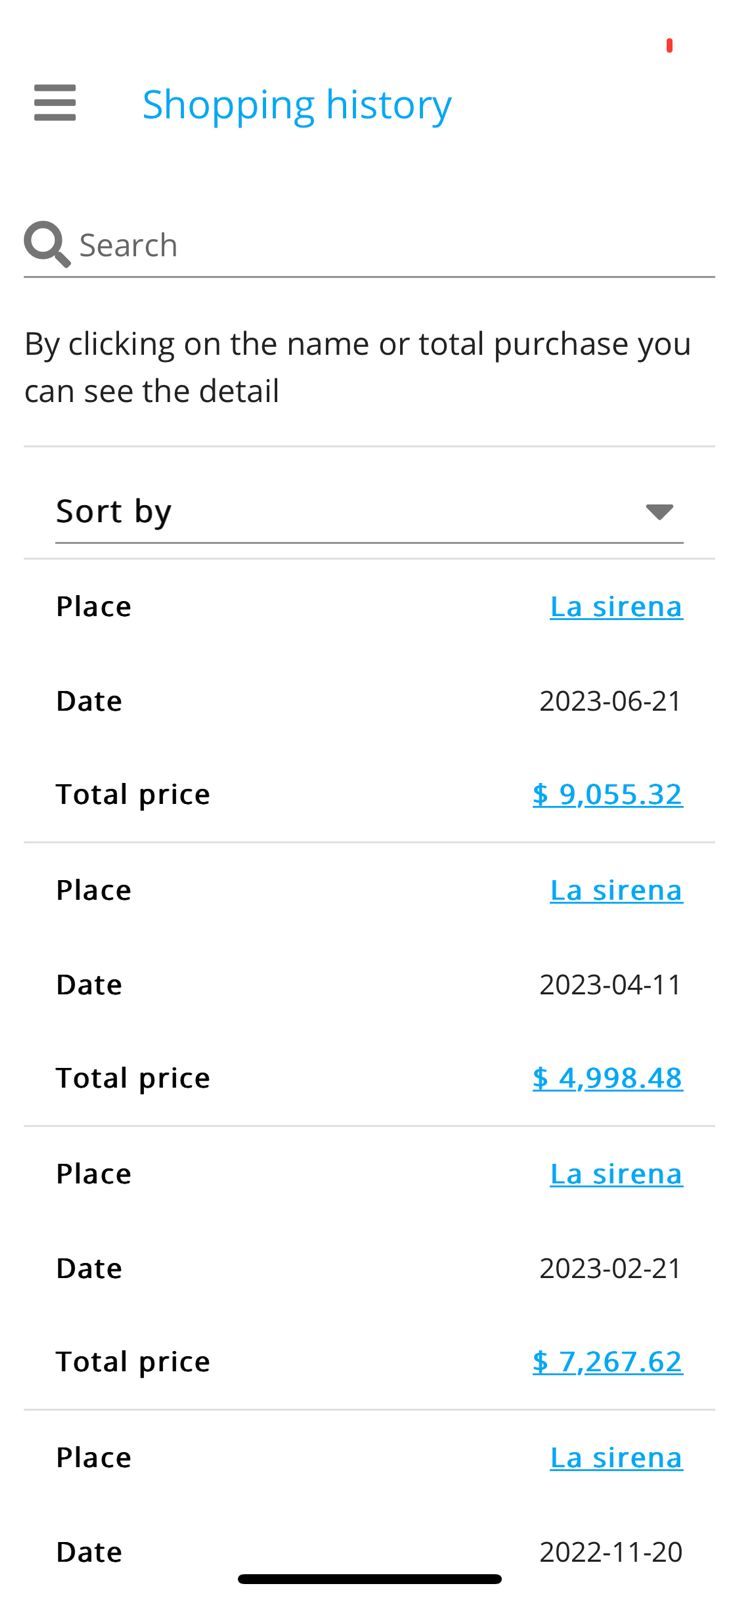 Shopping history
Search
By clicking on the name or total purchase you
can see the detail
Sort by
Place La sirena
Date 2023-06-21
Total price $ 9,055.32
Place La sirena
Date 2023-04-11
Total price $ 4,998.48
Place La sirena
Date 2023-02-21
Total price $ 7,267.62
Place La sirena
Date 2022-11-20